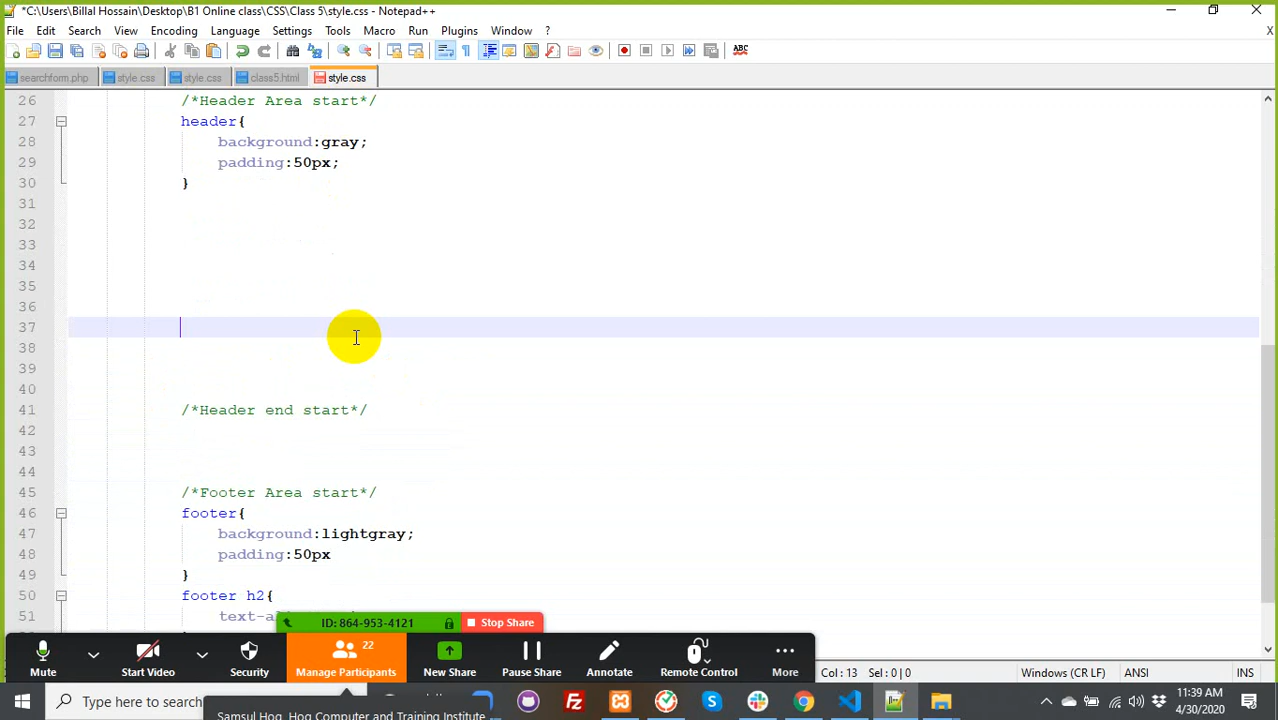 *C:\Users\Billal Hossain\Desktop\B1 Online class\CSS\Class 5\style.css - Notepad++
File Edit Search View Encoding Language Settings Tools Macro Run Plugins Window ? X
searchform.php style.css style.css class5.html style.css
26 /*Header Area start*/
27 header{
28 background:gray;
29 padding:50px;
30 }
31
32
33
34
35
36
37
38
39
40
41 /*Header end start*/
42
43
44
45 /*Footer Area start*/
46 footer{
47 background:lightgray;
48 padding:50px
49 }
50 footer h2{
51
ID: 864-953-4121 Stop Share
22
Mute Start Video Security Manage Participants New Share Pause Share Annotate Remote Control More
Col : 13 Sel : 0 | 0 Windows (CR LF) ANSI INS
Type here to search
Samsul Hoq, Hoq Computer and Training Institute
11:39 AM
4/30/2020